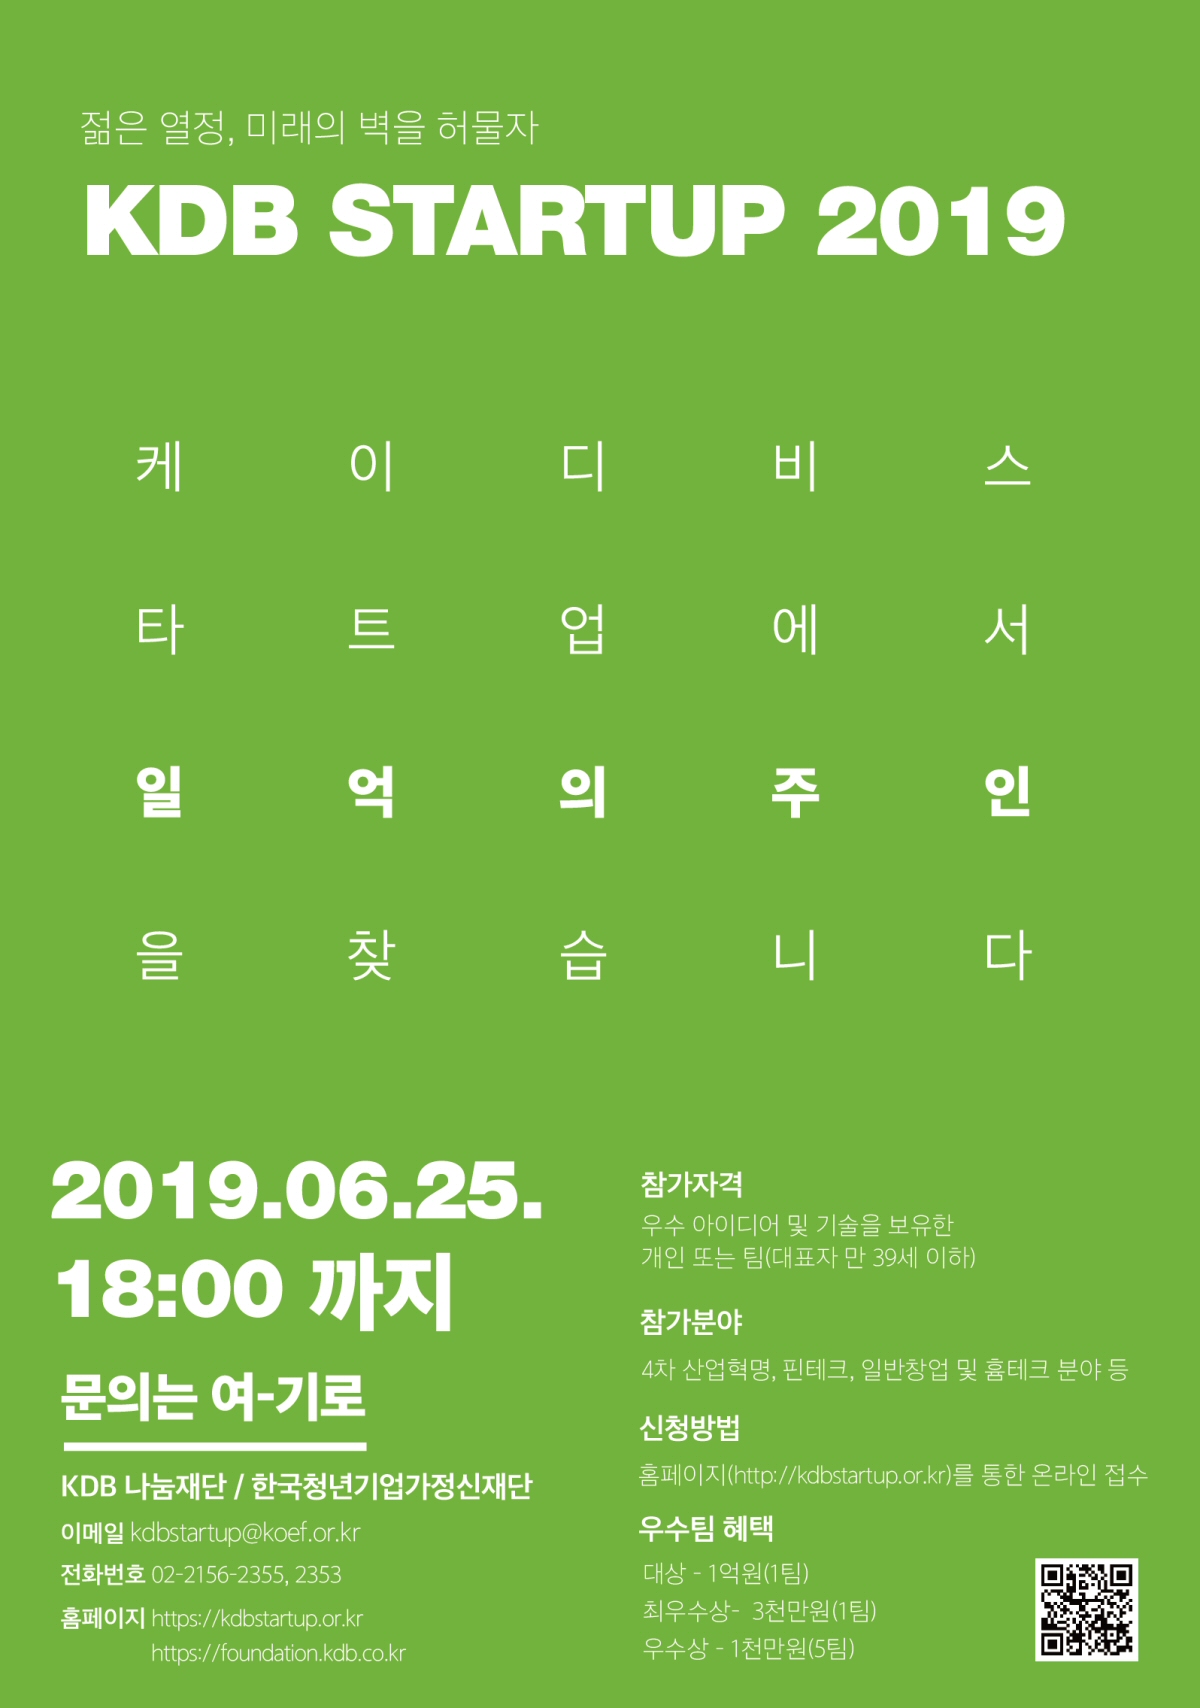 젊은 열정, 미래의 벽을 허물자
KDB STARTUP 2019
케 이 디 비 스
타 트 업 에 서
일 억 의 주 인
을 찾 습 니 다
2019.06.25.
18:00 까지
문의는 여-기로
KDB 나눔재단 / 한국청년기업가정신재단
이메일 kdbstartup@koef.or.kr
전화번호 02-2156-2355, 2353
홈페이지 https://kdbstartup.or.kr
https://foundation.kdb.co.kr
참가자격
우수 아이디어 및 기술을 보유한
개인 또는 팀(대표자 만 39세 이하)
참가분야
4차 산업혁명, 핀테크, 일반창업 및 휼테크 분야 등
신청방법
홈페이지(http://kdbstartup.or.kr)를 통한 온라인 접수
우수팀 혜택
대상 - 1억원(1팀)
최우수상- 3천만원(1팀)
우수상 - 1천만원(5팀)